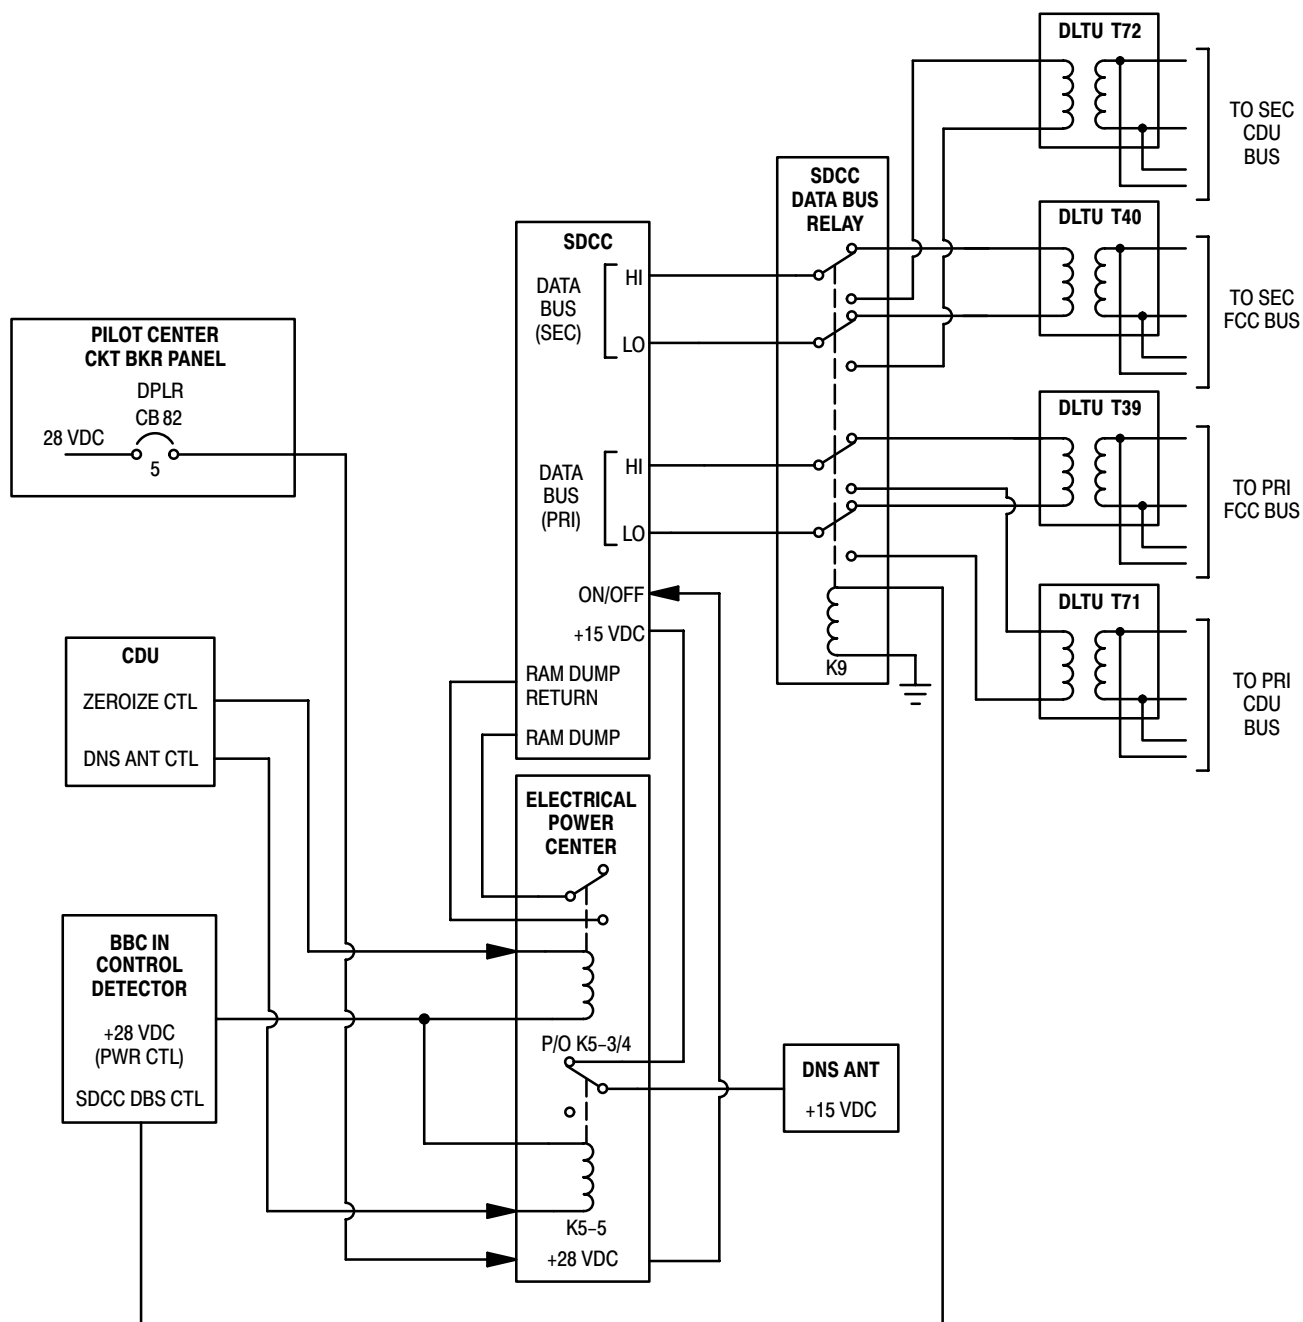 DLTU T72
TO SEC
CDU
BUS
SDCC
DATA BUS
RELAY
DLTU T40
TO SEC
FCC BUS
SDCC
DATA
BUS
(SEC)
HI
LO
PILOT CENTER
CKT BKR PANEL
DPLR
CB 82
28 VDC
5
DLTU T39
TO PRI
FCC BUS
DATA
BUS
(PRI)
HI
LO
ON/OFF
+15 VDC
RAM DUMP
RETURN
RAM DUMP
K9
DLTU T71
TO PRI
CDU
BUS
CDU
ZEROIZE CTL
DNS ANT CTL
ELECTRICAL
POWER
CENTER
BBC IN
CONTROL
DETECTOR
+28 VDC
(PWR CTL)
SDCC DBS CTL
P/O K5-3/4
DNS ANT
+15 VDC
K5-5
+28 VDC